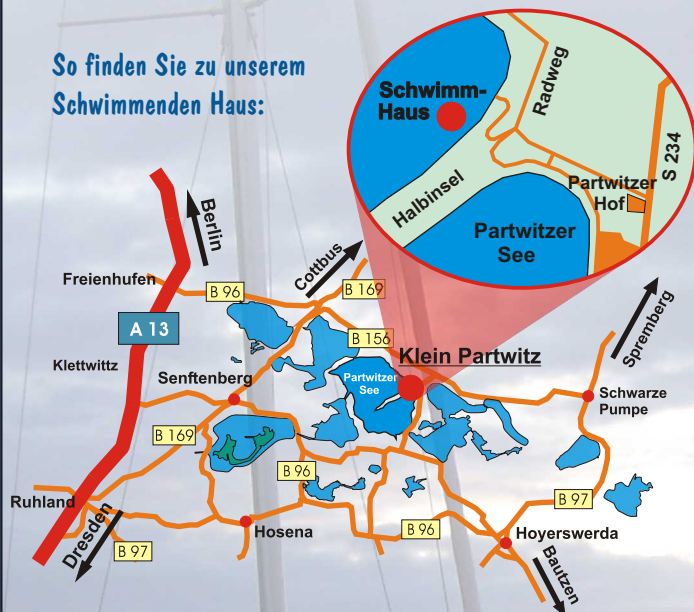 So finden Sie zu unserem
Schwimmenden Haus:
Schwimm-
Haus
Radweg
S 234
Halbinsel
Partwitzer
Hof
Partwitzer
See
Berlin
Cottbus
Freienhufen
B 96
B 169
Spremberg
A 13
B 156
Klettwittz
Klein Partwitz
Senftenberg
Partwitzer
See
Schwarze
Pumpe
B 169
B 96
Ruhland
B 97
Dresden
Hosena
B 96
Hoyerswerda
B 97
Bautzen